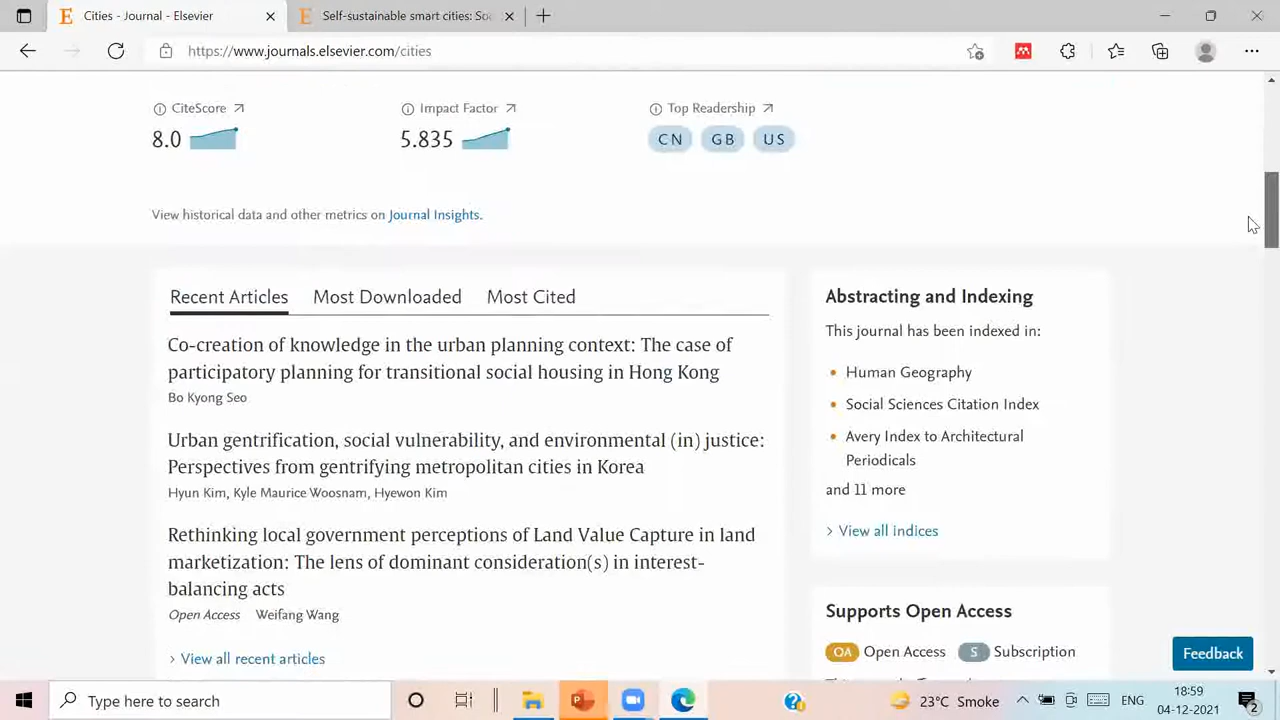 Cities - Journal - Elsevier
Self-sustainable smart cities: Soc
https://www.journals.elsevier.com/cities
CiteScore
Impact Factor
Top Readership
8.0
5.835
CN GB US
View historical data and other metrics on Journal Insights.
Recent Articles
Most Downloaded
Most Cited
Co-creation of knowledge in the urban planning context: The case of
participatory planning for transitional social housing in Hong Kong
Bo Kyong Seo
Urban gentrification, social vulnerability, and environmental (in) justice:
Perspectives from gentrifying metropolitan cities in Korea
Hyun Kim, Kyle Maurice Woosnam, Hyewon Kim
Rethinking local government perceptions of Land Value Capture in land
marketization: The lens of dominant consideration(s) in interest-
balancing acts
Open Access Weifang Wang
View all recent articles
Abstracting and Indexing
This journal has been indexed in:
Human Geography
Social Sciences Citation Index
Avery Index to Architectural
Periodicals
and 11 more
View all indices
Supports Open Access
OA Open Access S Subscription
Feedback
Type here to search
23°C Smoke
ENG
18:59
04-12-2021
2